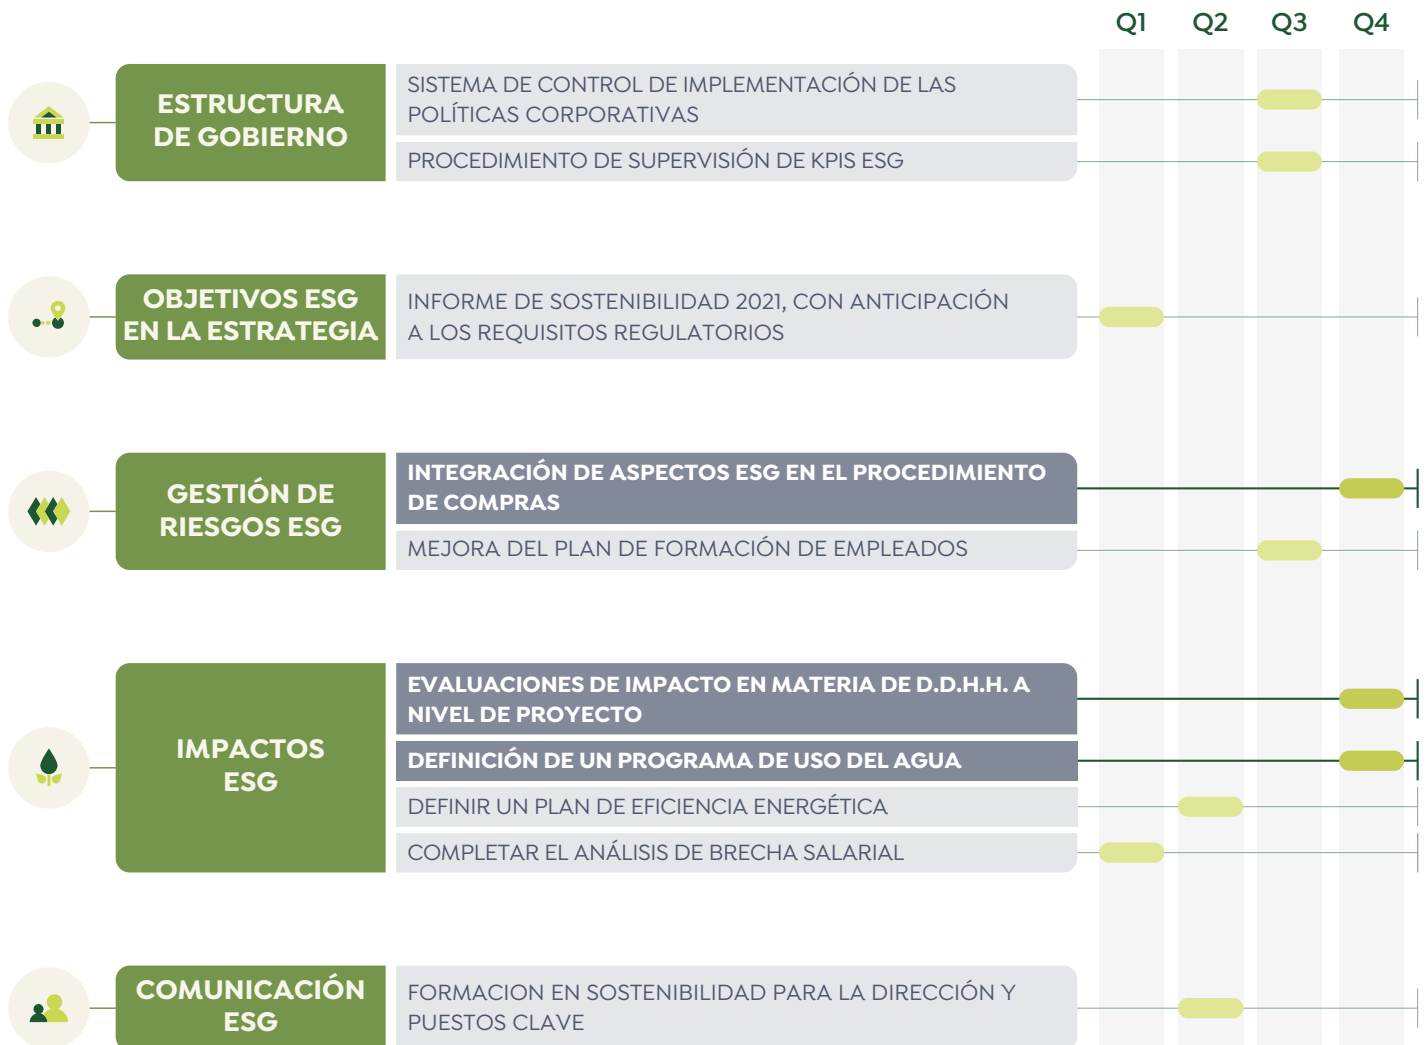 Q1 Q2 Q3 Q4
ESTRUCTURA
DE GOBIERNO
SISTEMA DE CONTROL DE IMPLEMENTACIÓN DE LAS
POLÍTICAS CORPORATIVAS
PROCEDIMIENTO DE SUPERVISIÓN DE KPIS ESG
OBJETIVOS ESG
EN LA ESTRATEGIA
INFORME DE SOSTENIBILIDAD 2021, CON ANTICIPACIÓN
A LOS REQUISITOS REGULATORIOS
GESTIÓN DE
RIESGOS ESG
INTEGRACIÓN DE ASPECTOS ESG EN EL PROCEDIMIENTO
DE COMPRAS
MEJORA DEL PLAN DE FORMACIÓN DE EMPLEADOS
IMPACTOS
ESG
EVALUACIONES DE IMPACTO EN MATERIA DE D.D.H.H. A
NIVEL DE PROYECTO
DEFINICIÓN DE UN PROGRAMA DE USO DEL AGUA
DEFINIR UN PLAN DE EFICIENCIA ENERGÉTICA
COMPLETAR EL ANÁLISIS DE BRECHA SALARIAL
COMUNICACIÓN
ESG
FORMACION EN SOSTENIBILIDAD PARA LA DIRECCIÓN Y
PUESTOS CLAVE